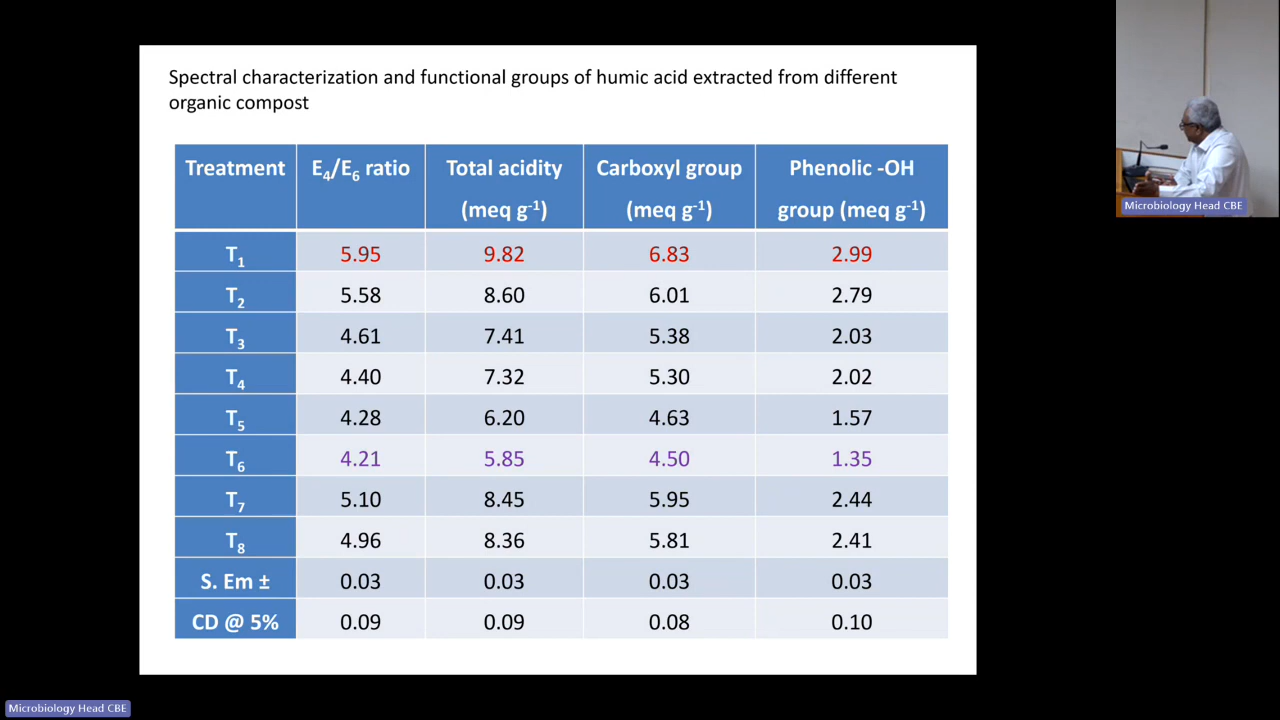 Spectral characterization and functional groups of humic acid extracted from different
organic compost
Treatment E4/E6 ratio Total acidity (meq g-1) Carboxyl group (meq g-1) Phenolic -OH group (meq g-1)
T1 5.95 9.82 6.83 2.99
T2 5.58 8.60 6.01 2.79
T3 4.61 7.41 5.38 2.03
T4 4.40 7.32 5.30 2.02
T5 4.28 6.20 4.63 1.57
T6 4.21 5.85 4.50 1.35
T7 5.10 8.45 5.95 2.44
T8 4.96 8.36 5.81 2.41
S. Em ± 0.03 0.03 0.03 0.03
CD @ 5% 0.09 0.09 0.08 0.10
Microbiology Head CBE
Microbiology Head CBE